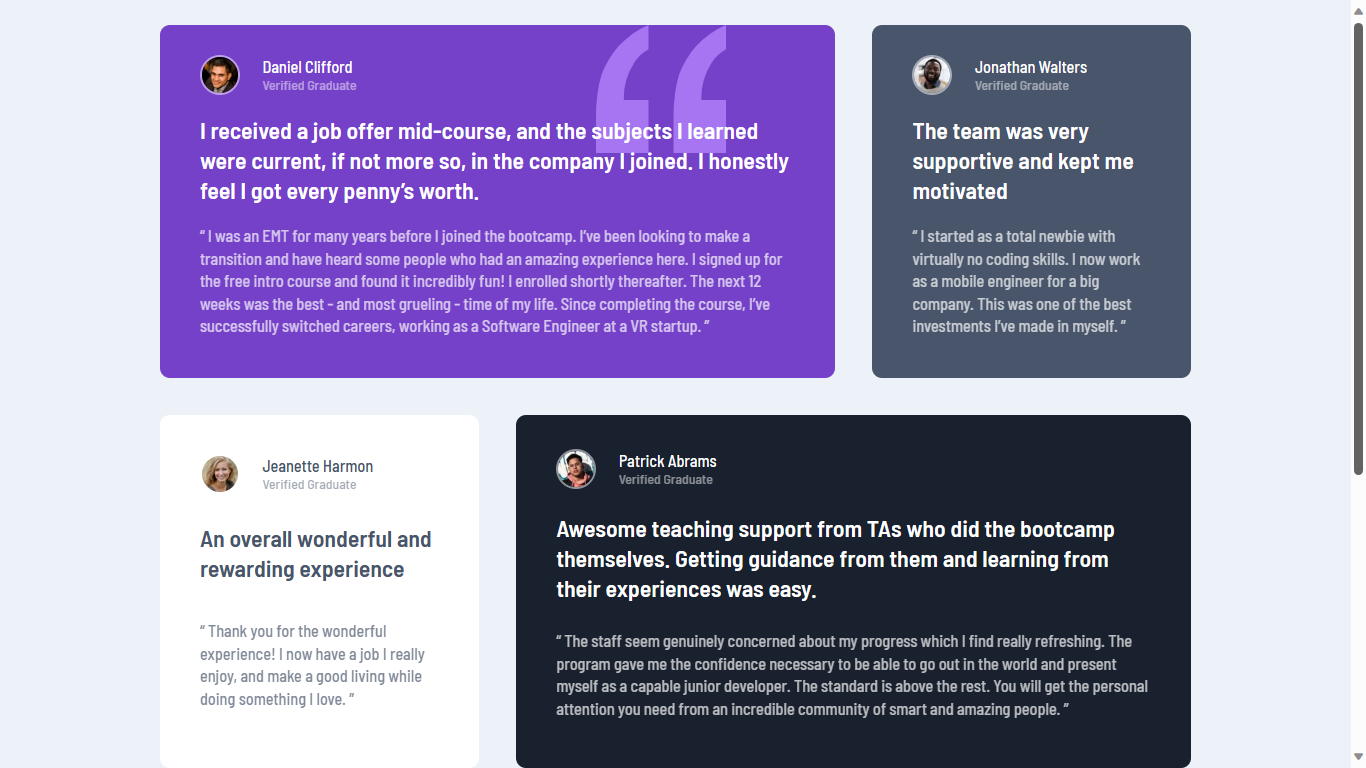 Daniel Clifford
Verified Graduate
I received a job offer mid-course, and the subjects I learned
were current, if not more so, in the company I joined. I honestly
feel I got every penny’s worth.
“ I was an EMT for many years before I joined the bootcamp. I’ve been looking to make a
transition and have heard some people who had an amazing experience here. I signed up for
the free intro course and found it incredibly fun! I enrolled shortly thereafter. The next 12
weeks was the best - and most grueling - time of my life. Since completing the course, I’ve
successfully switched careers, working as a Software Engineer at a VR startup. ”
Jonathan Walters
Verified Graduate
The team was very
supportive and kept me
motivated
“ I started as a total newbie with
virtually no coding skills. I now work
as a mobile engineer for a big
company. This was one of the best
investments I’ve made in myself. ”
Jeanette Harmon
Verified Graduate
An overall wonderful and
rewarding experience
“ Thank you for the wonderful
experience! I now have a job I really
enjoy, and make a good living while
doing something I love. ”
Patrick Abrams
Verified Graduate
Awesome teaching support from TAs who did the bootcamp
themselves. Getting guidance from them and learning from
their experiences was easy.
“ The staff seem genuinely concerned about my progress which I find really refreshing. The
program gave me the confidence necessary to be able to go out in the world and present
myself as a capable junior developer. The standard is above the rest. You will get the personal
attention you need from an incredible community of smart and amazing people. ”